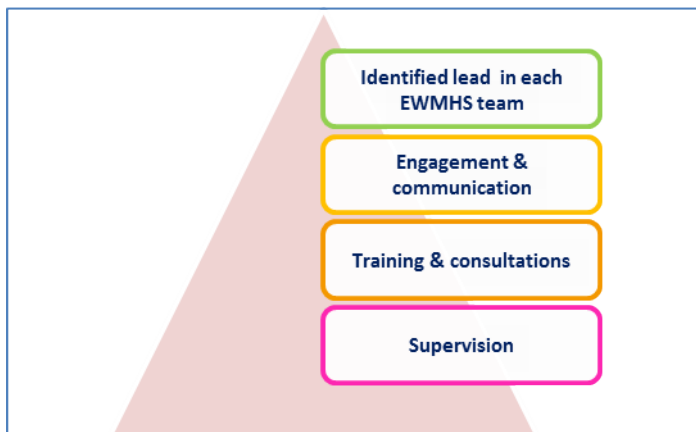 Identified lead in each
EWMHS team
Engagement &
communication
Training & consultations
Supervision